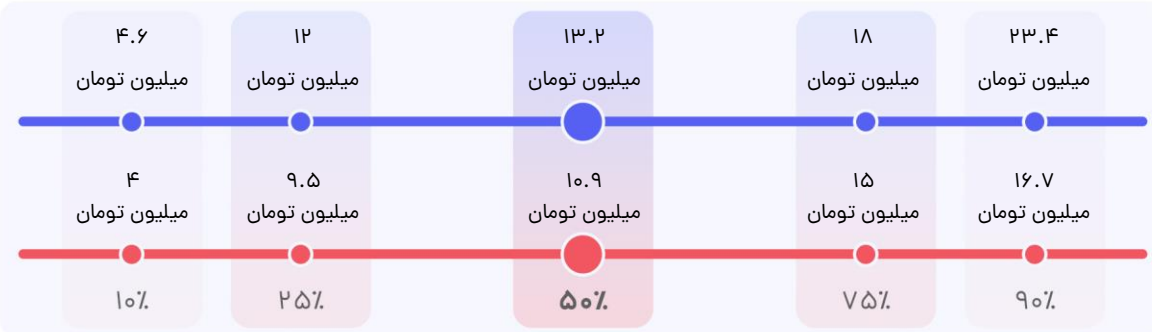 ۴.۶ ۱۲ ۱۳.۲ ۱۸ ۲۳.۴
میلیون تومان میلیون تومان میلیون تومان میلیون تومان میلیون تومان
۴ ۹.۵ ۱۰.۹ ۱۵ ۱۶.۷
میلیون تومان میلیون تومان میلیون تومان میلیون تومان میلیون تومان
۱۰٪ ۲۵٪ ۵۰٪ ۷۵٪ ۹۰٪